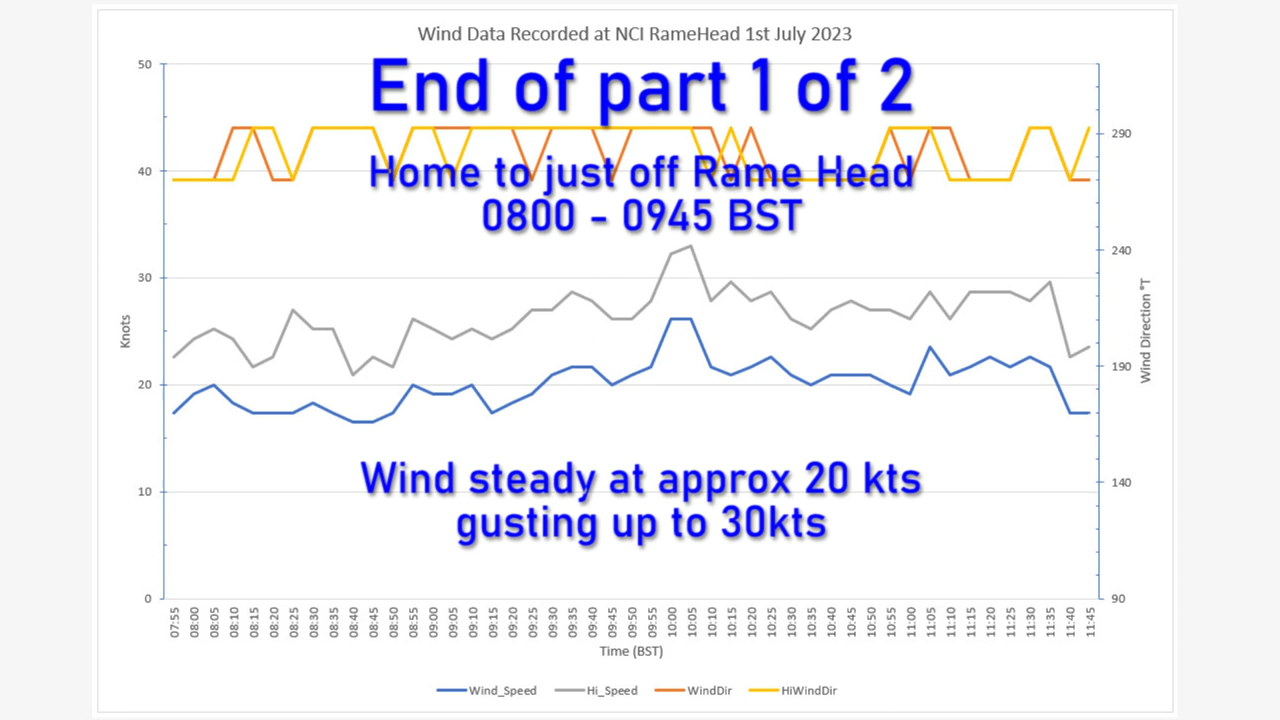 Wind Data Recorded at NCI RameHead 1st July 2023
End of part 1 of 2
Home to just off Rame Head
0800 - 0945 BST
Wind steady at approx 20 kts
gusting up to 30kts
Knots
50
40
30
20
10
0
Wind Direction °T
290
240
190
140
90
07:55 08:00 08:05 08:10 08:15 08:20 08:25 08:30 08:35 08:40 08:45 08:50 08:55 09:00 09:05 09:10 09:15 09:20 09:25 09:30 09:35 09:40 09:45 09:50 09:55 10:00 10:05 10:10 10:15 10:20 10:25 10:30 10:35 10:40 10:45 10:50 10:55 11:00 11:05 11:10 11:15 11:20 11:25 11:30 11:35 11:40 11:45
Time (BST)
Wind_Speed Hi_Speed WindDir HiWindDir